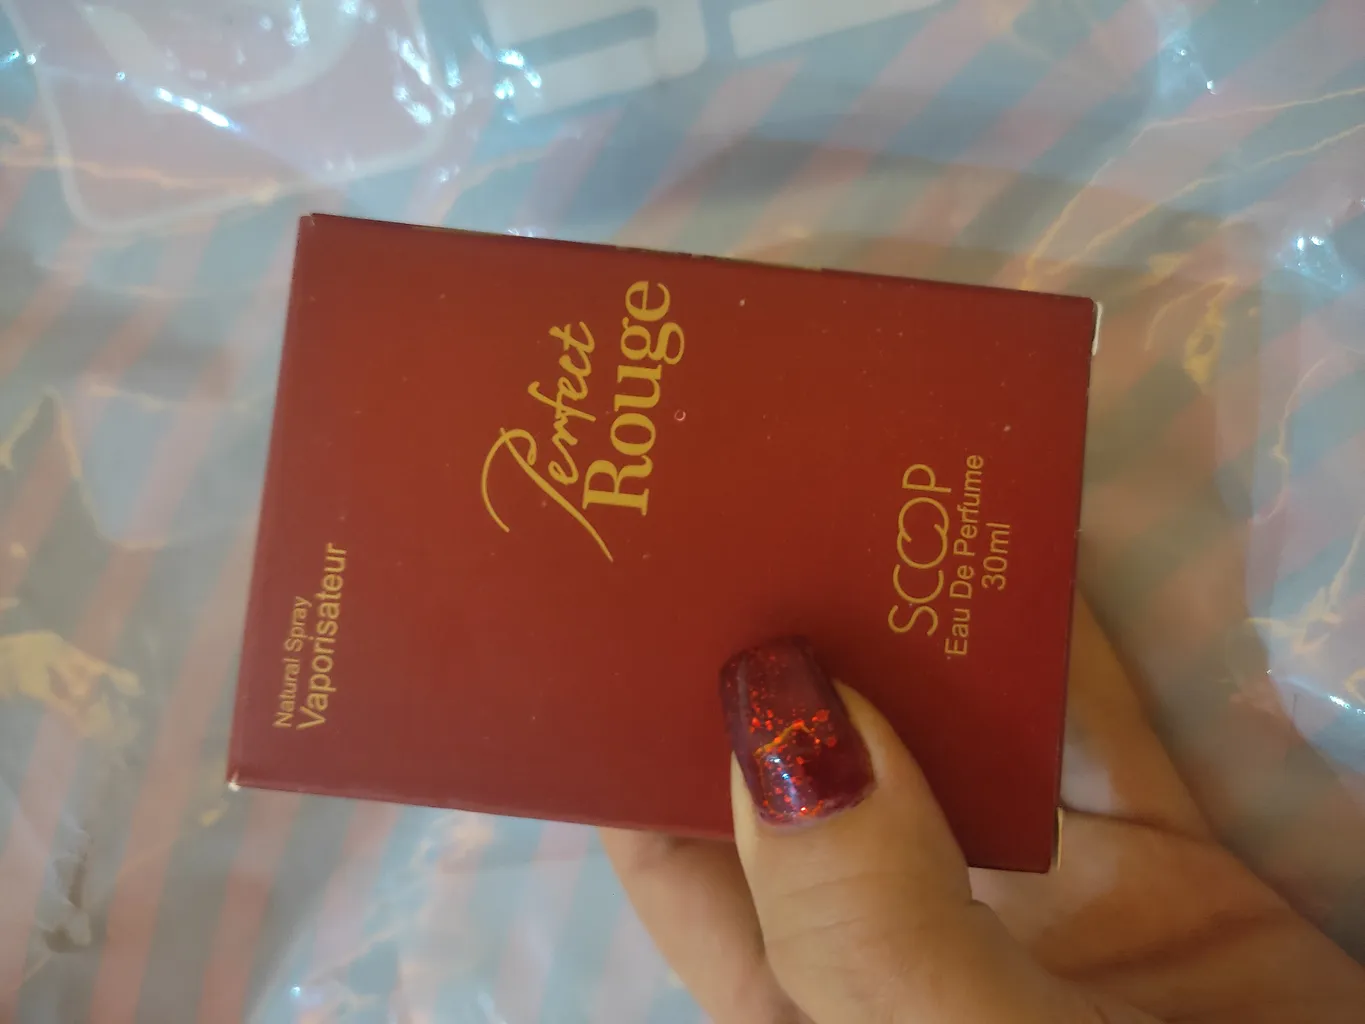 Natural Spray
Vaporisateur
Perfect
Rouge
SCOOP
Eau De Perfume
30ml